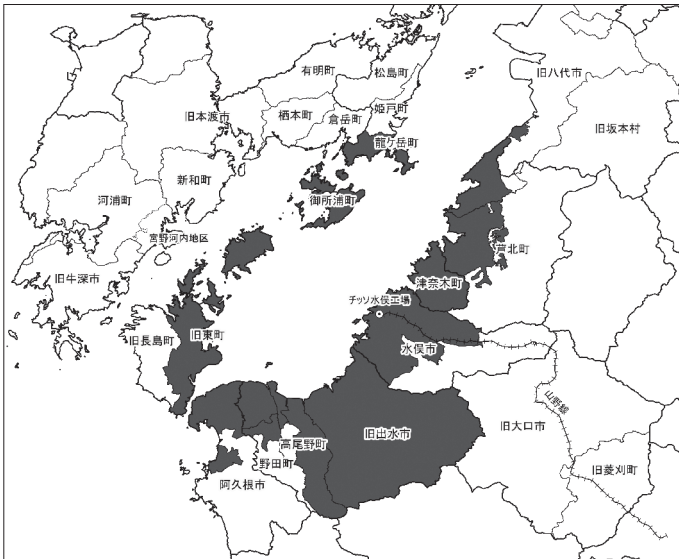 有明町
松島町
旧八代市
姫戸町
旧本渡市
栖本町
倉岳町
旧坂本村
龍ケ岳町
新和町
御所浦町
河浦町
宮野河内地区
芦北町
旧牛深市
津奈木町
チッソ水俣工場
旧長島町
旧東町
水俣市
山野線
旧大口市
高尾野町
旧出水市
野田町
旧菱刈町
阿久根市